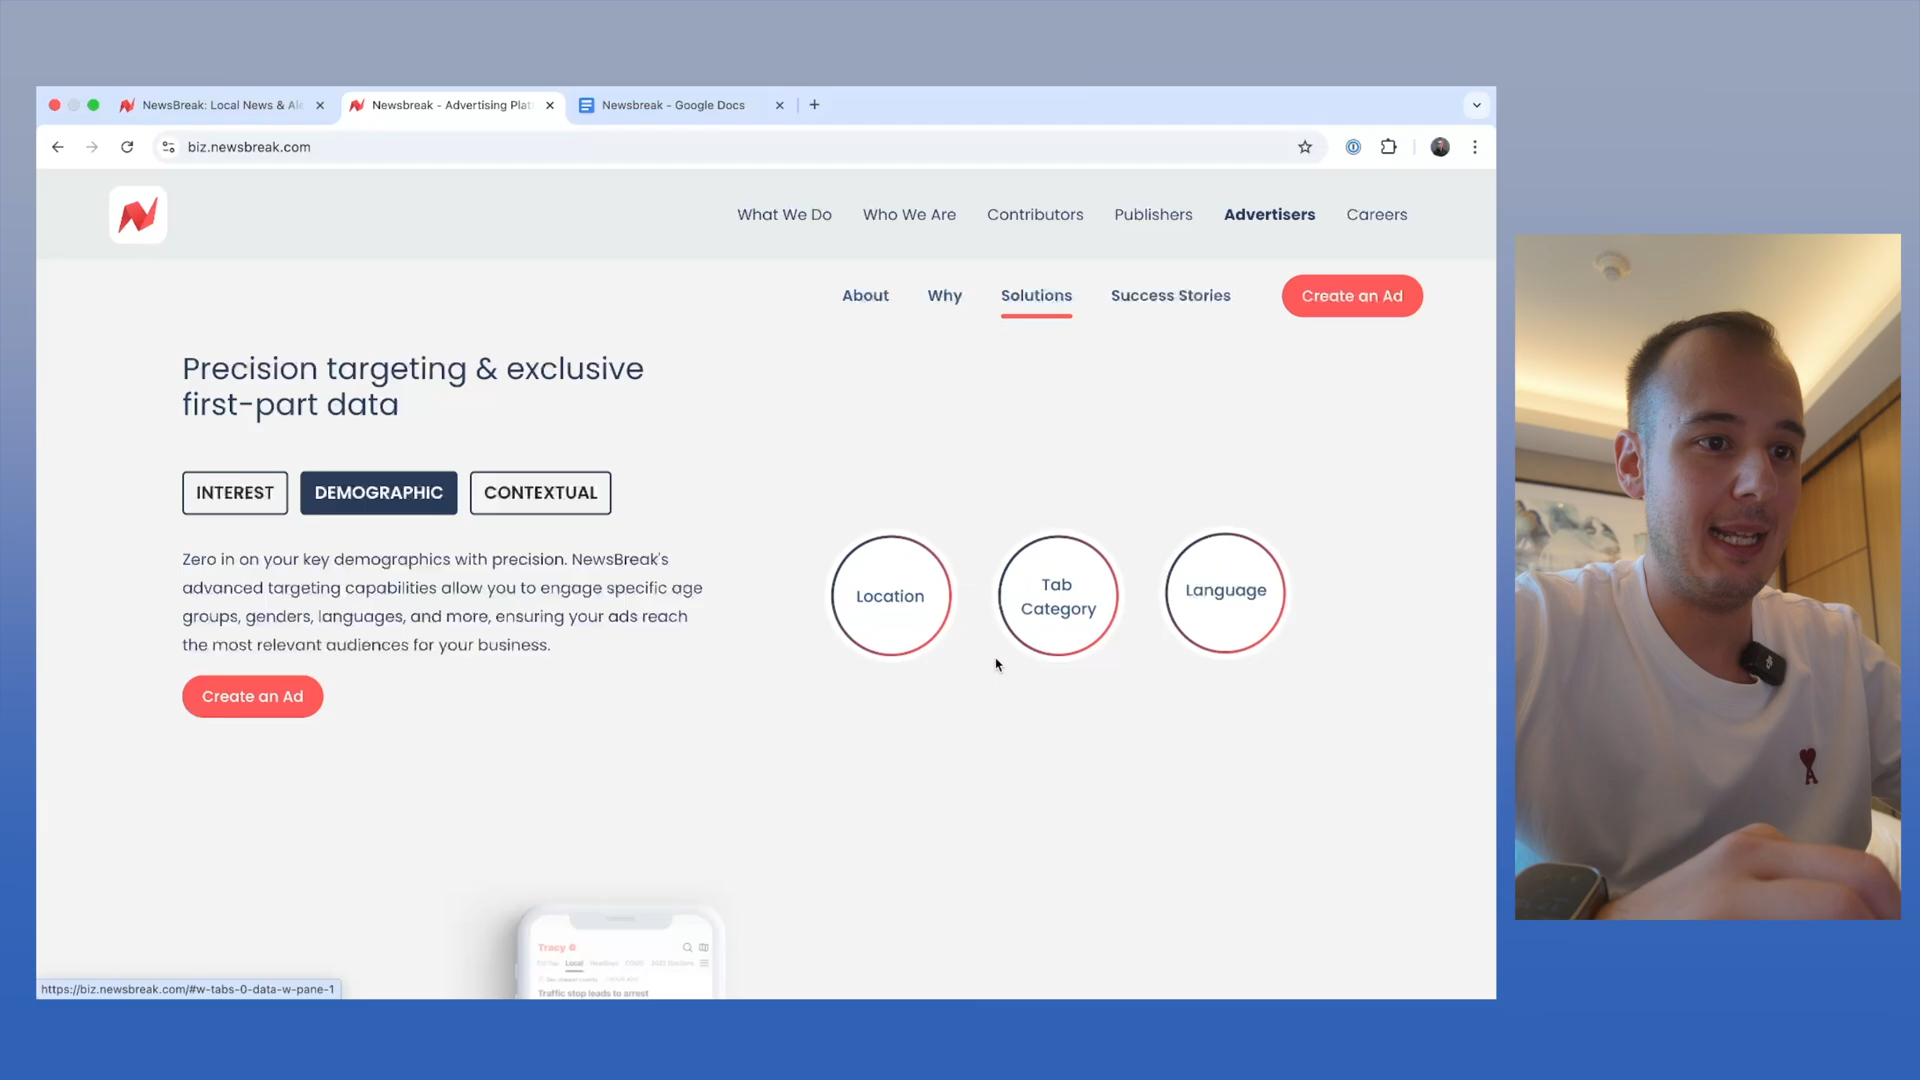 NewsBreak: Local News & Ale
Newsbreak - Advertising Plat
Newsbreak - Google Docs
biz.newsbreak.com
What We Do
Who We Are
Contributors
Publishers
Advertisers
Careers
About
Why
Solutions
Success Stories
Create an Ad
Precision targeting & exclusive
first-part data
INTEREST
DEMOGRAPHIC
CONTEXTUAL
Zero in on your key demographics with precision. NewsBreak's
advanced targeting capabilities allow you to engage specific age
groups, genders, languages, and more, ensuring your ads reach
the most relevant audiences for your business.
Create an Ad
Location
Tab
Category
Language
Tracy
Local Headlines COVID 2022 Elections
Traffic stop leads to arrest
https://biz.newsbreak.com/#w-tabs-0-data-w-pane-1
A